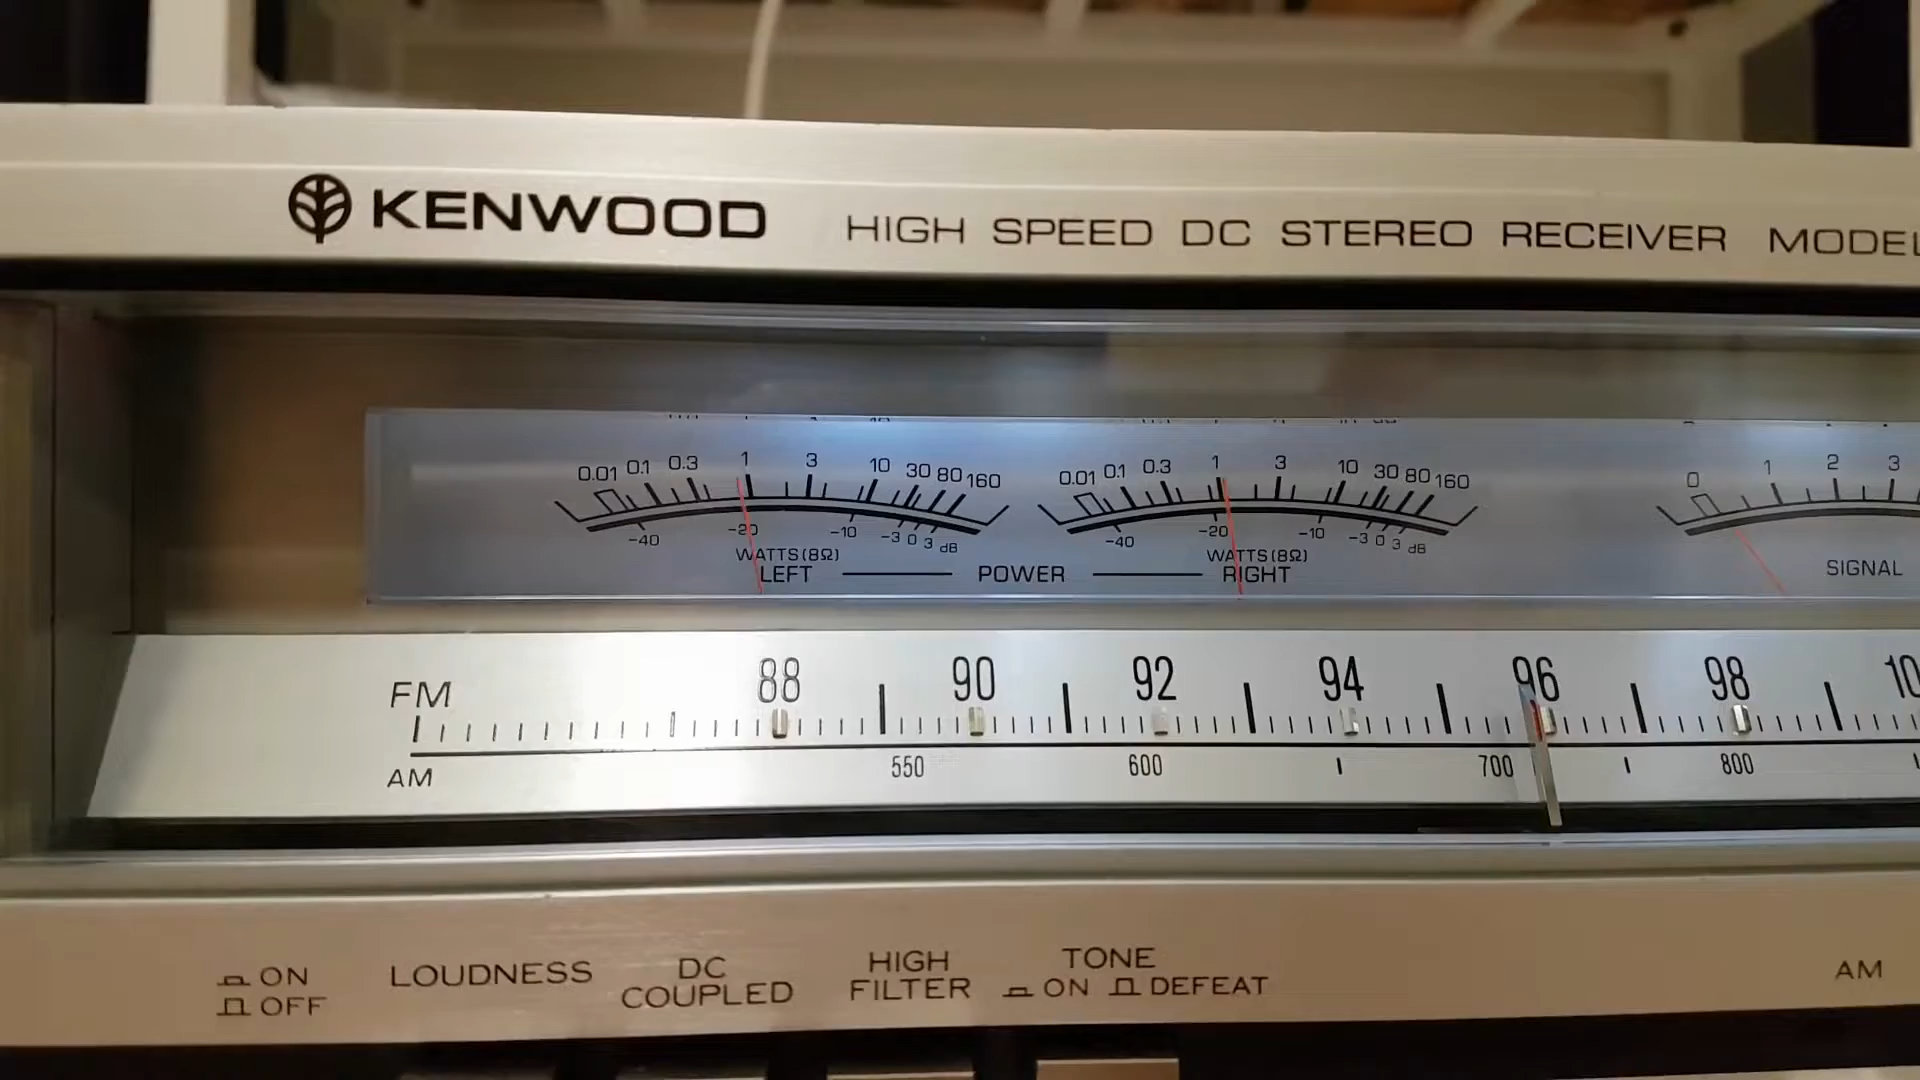 KENWOOD HIGH SPEED DC STEREO RECEIVER MODEL
0.01 0.1 0.3 1 3 10 30 80 160
-40 -20 -10 -3 0 3 dB
WATTS(8Ω)
LEFT
POWER
0.01 0.1 0.3 1 3 10 30 80 160
-40 -20 -10 -3 0 3 dB
WATTS(8Ω)
RIGHT
0 1 2 3
SIGNAL
FM 88 90 92 94 96 98
AM 550 600 700 800
ON
OFF
LOUDNESS
DC
COUPLED
HIGH
FILTER
TONE
ON DEFEAT
AM